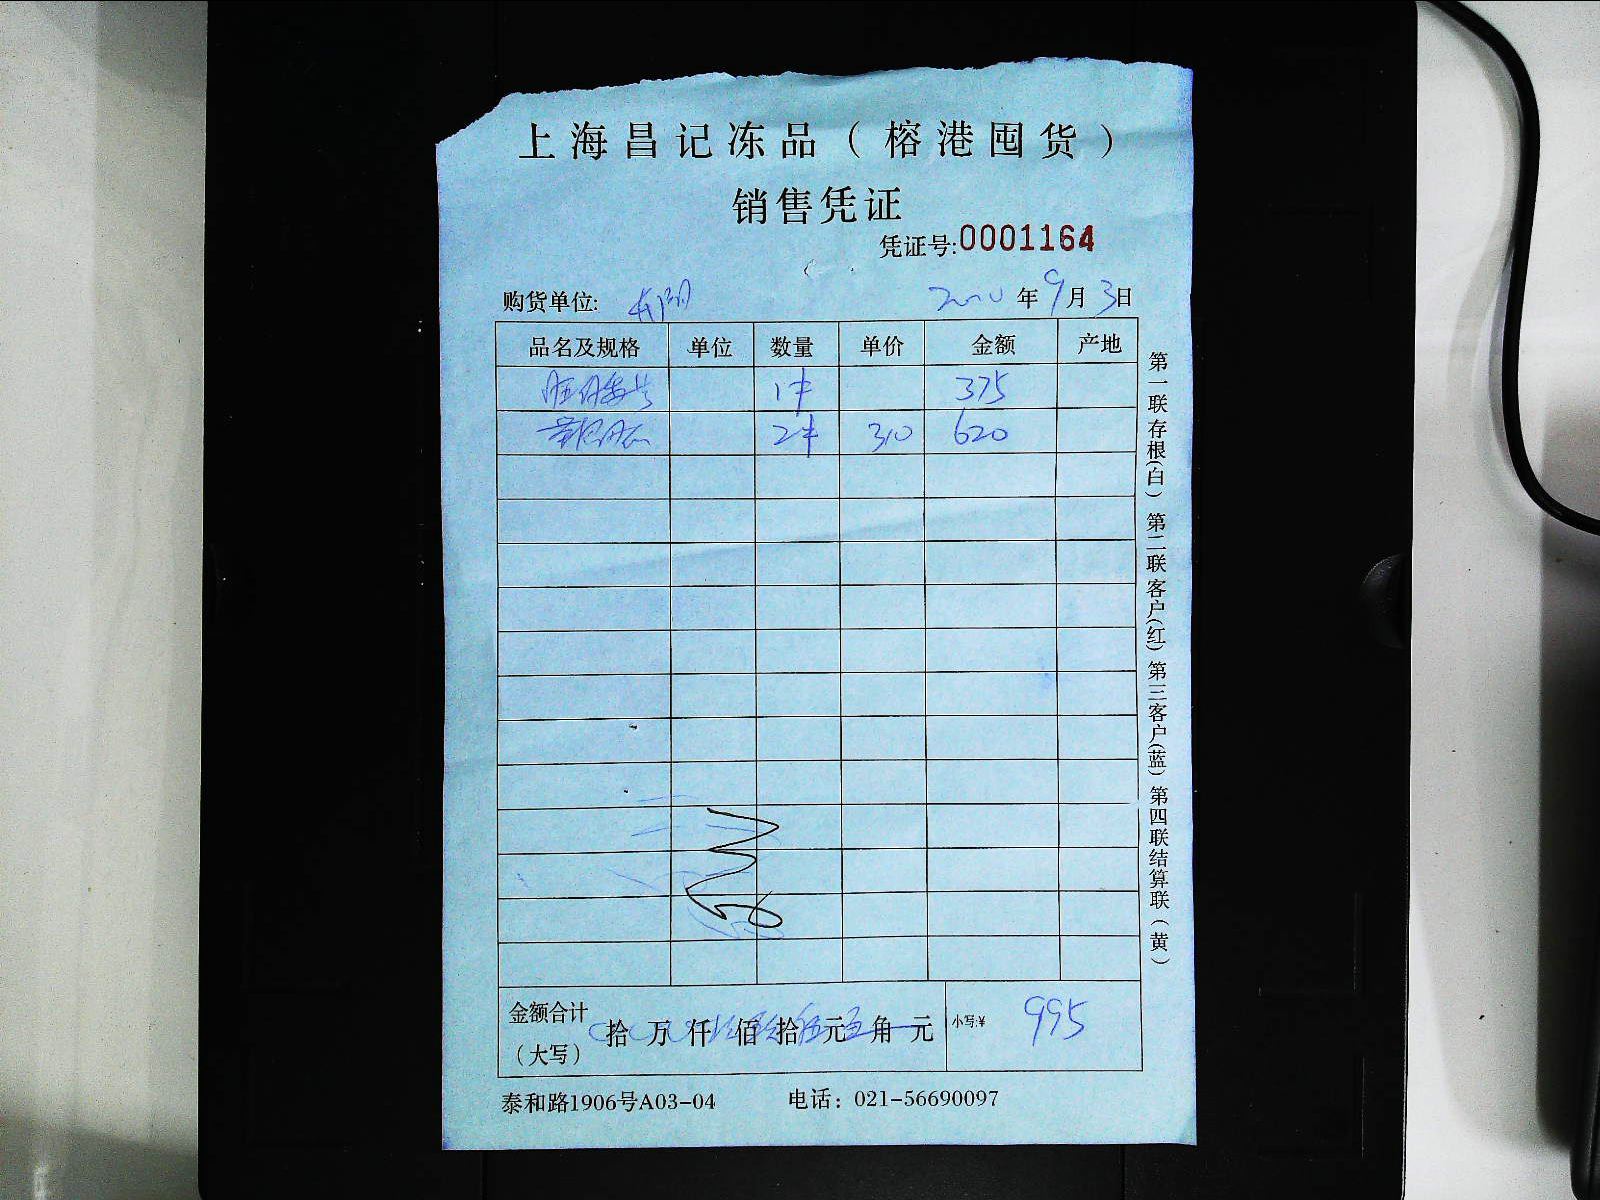 上海昌记冻品（榕港囤货）
销售凭证
凭证号:0001164
购货单位: 年9月3日
品名及规格 单位 数量 单价 金额 产地
1件 375
2件 310 620
金额合计（大写） 拾 万 仟 佰 拾 元 角 元 小写:¥ 995
泰和路1906号A03-04 电话：021-56690097
第一联存根(白) 第二联客户(红) 第三客户(蓝) 第四联结算联(黄)